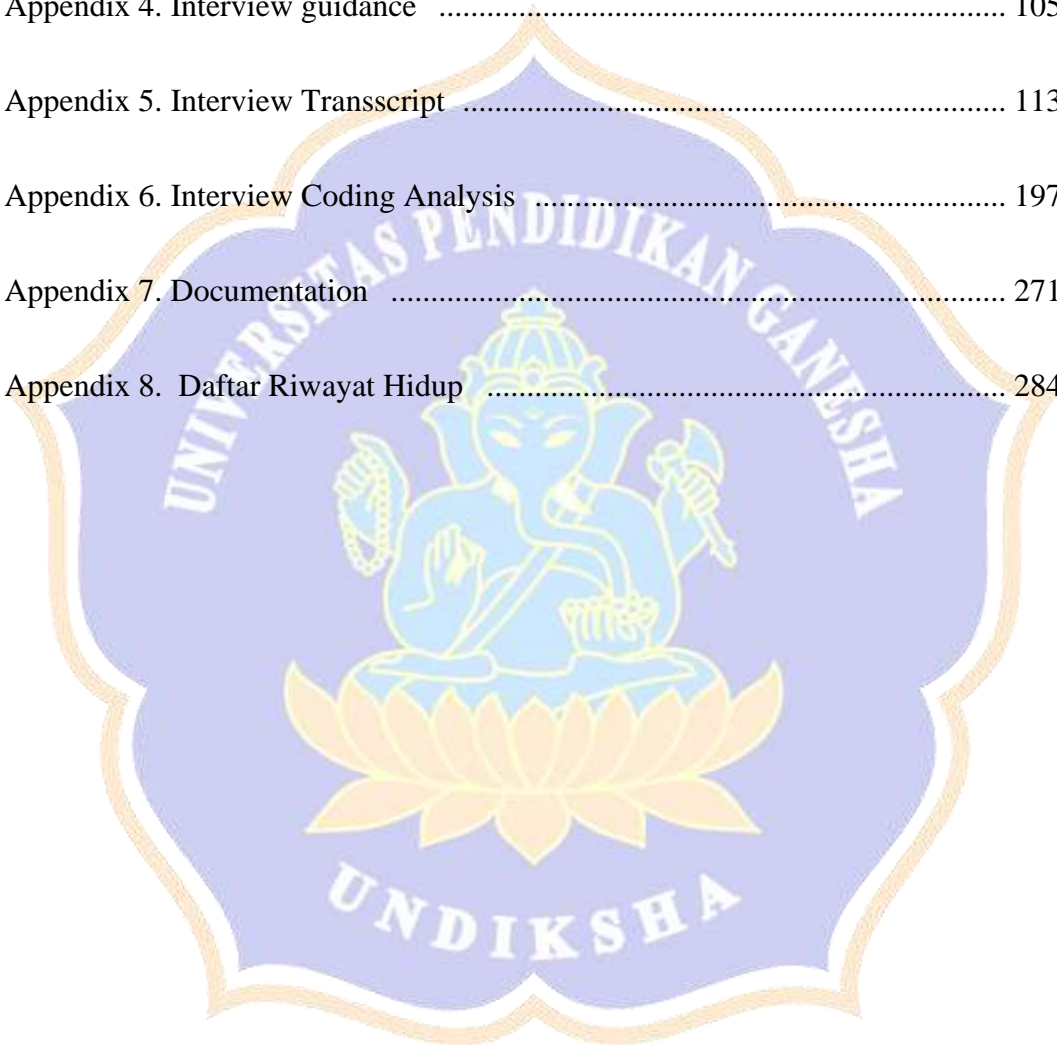 Appendix 4. Interview guidance ............................................................................ 105
Appendix 5. Interview Transscript ......................................................................... 113
Appendix 6. Interview Coding Analysis ............................................................... 197
Appendix 7. Documentation .................................................................................. 271
Appendix 8. Daftar Riwayat Hidup ...................................................................... 284
UNIVERSITAS PENDIDIKAN GANESHA
UNDIKSHA